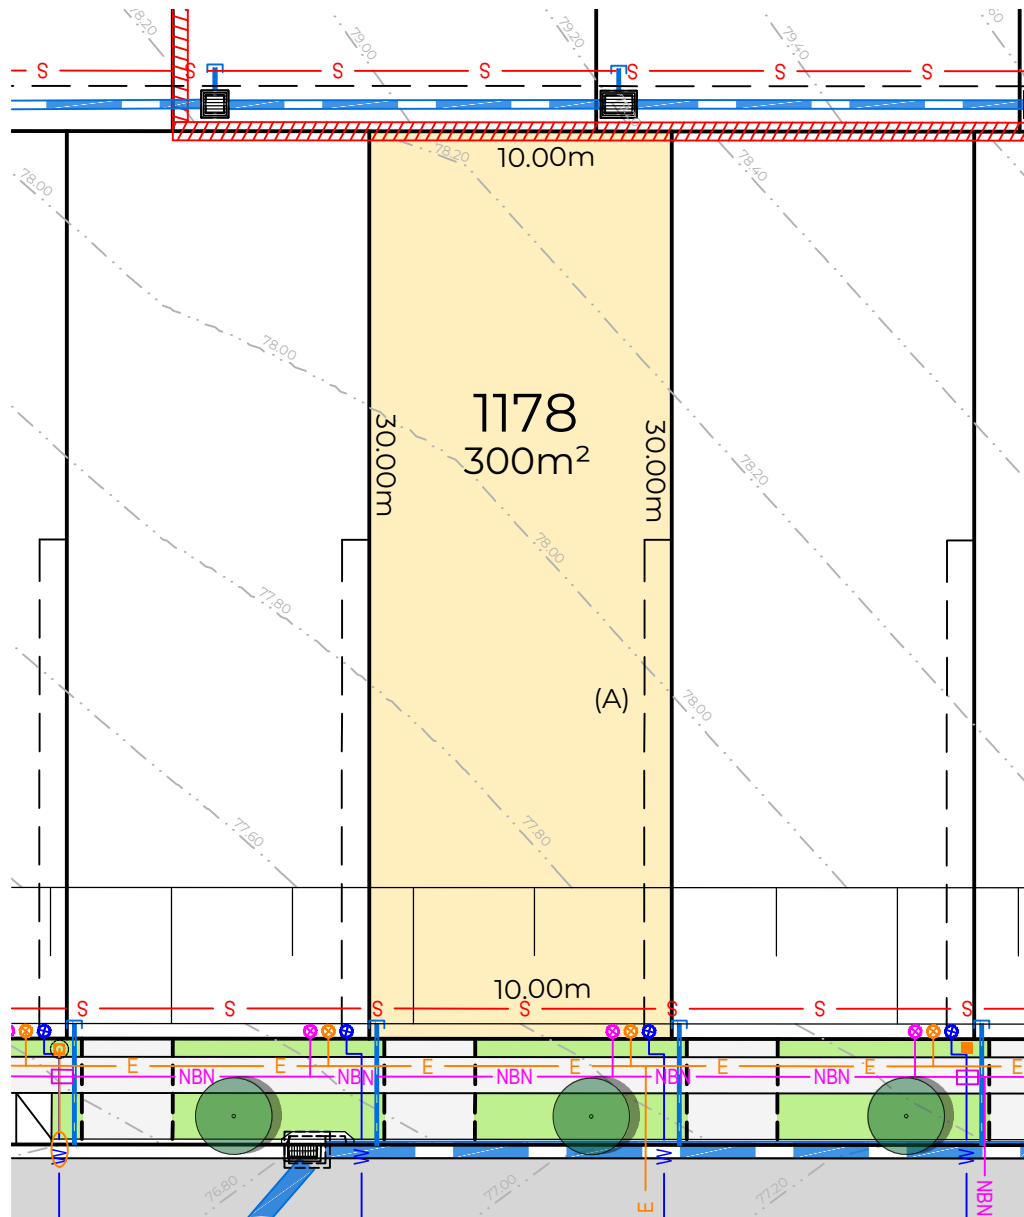 78.20
79.00
79.20
79.40
S S S S S S S
10.00m
78.20
78.40
78.00
78.00
1178
300m²
30.00m
30.00m
78.20
78.00
77.80
(A)
78.00
77.60
77.80
10.00m
S S S S S S S
E E E E E E E
NBN NBN NBN NBN NBN
W W W W
76.80
77.00
77.20
E
NBN